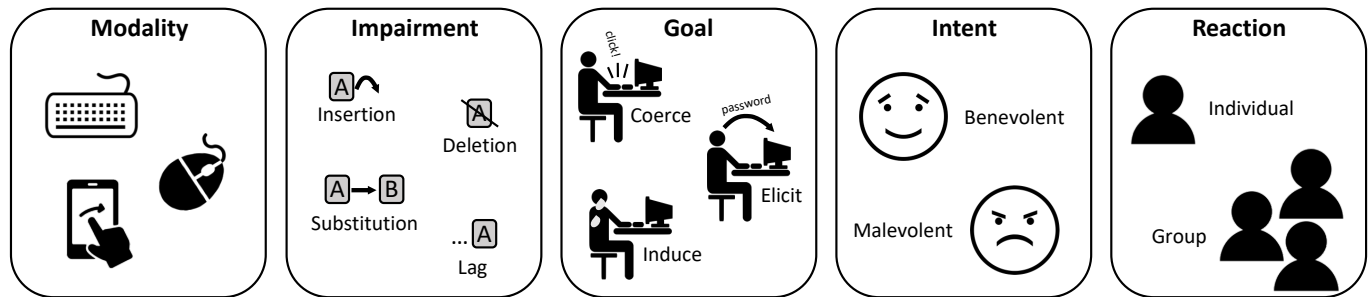 Modality
Impairment
A
Insertion
A
Deletion
A B
Substitution
... A
Lag
Goal
click!
Coerce
password
Elicit
Induce
Intent
Benevolent
Malevolent
Reaction
Individual
Group